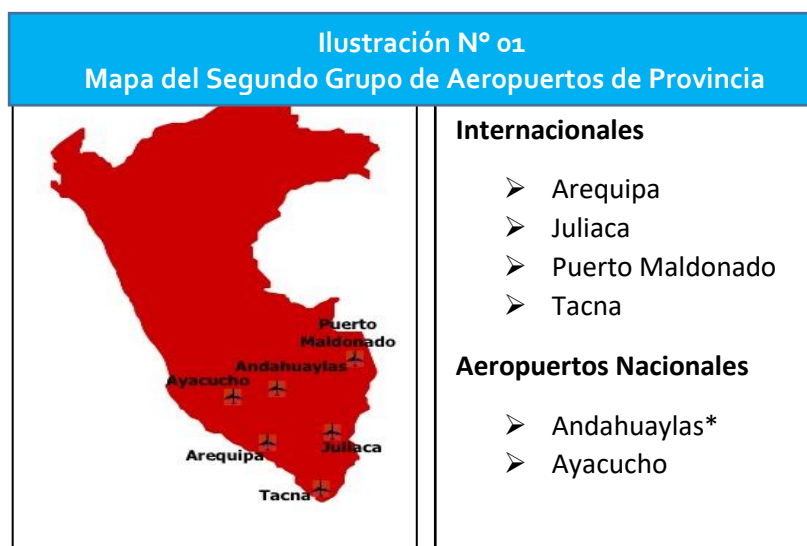 Ilustración N° 01
Mapa del Segundo Grupo de Aeropuertos de Provincia
Puerto
Maldonado
Andahuaylas
Ayacucho
Arequipa
Juliaca
Tacna
Internacionales
➢ Arequipa
➢ Juliaca
➢ Puerto Maldonado
➢ Tacna
Aeropuertos Nacionales
➢ Andahuaylas*
➢ Ayacucho